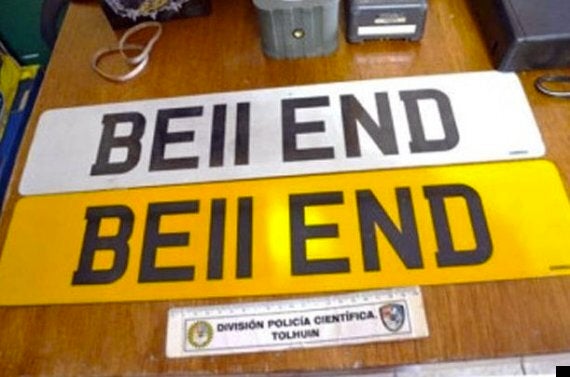 BE11 END
BE11 END
DIVISIÓN POLICÍA CIENTÍFICA
TOLHUIN